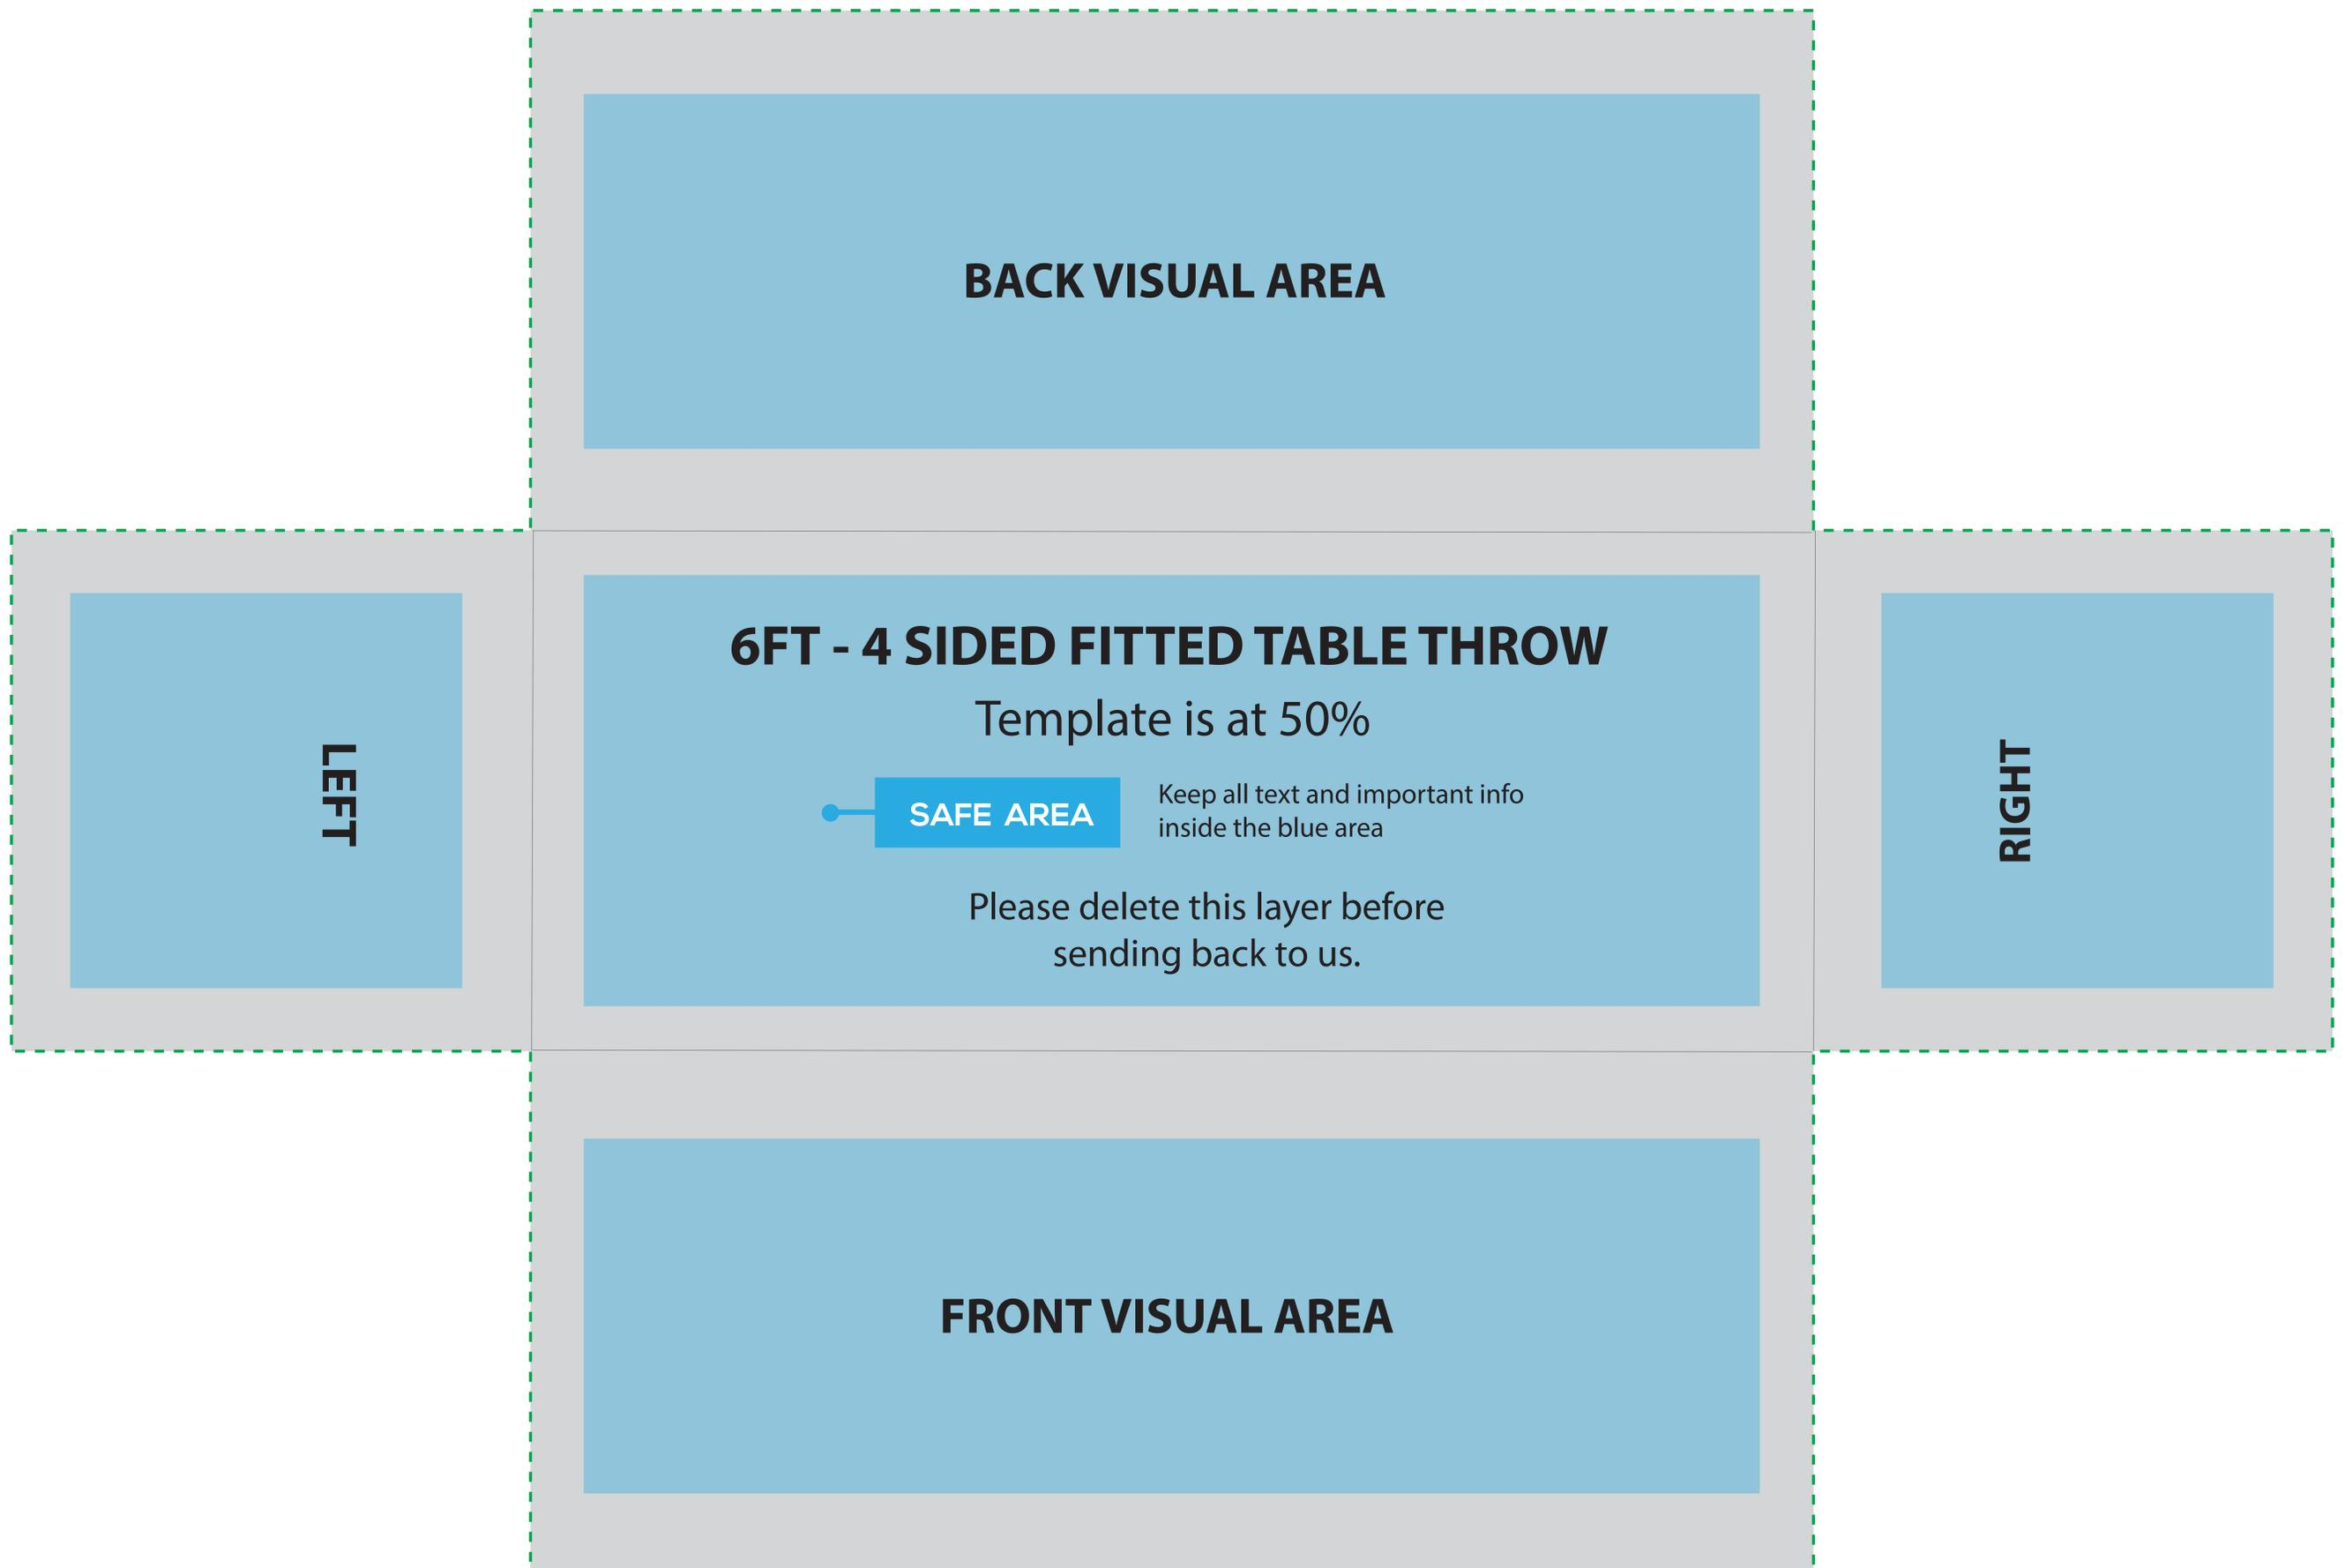 BACK VISUAL AREA
6FT - 4 SIDED FITTED TABLE THROW
Template is at 50%
LEFT
SAFE AREA
Keep all text and important info
inside the blue area
RIGHT
Please delete this layer before
sending back to us.
FRONT VISUAL AREA